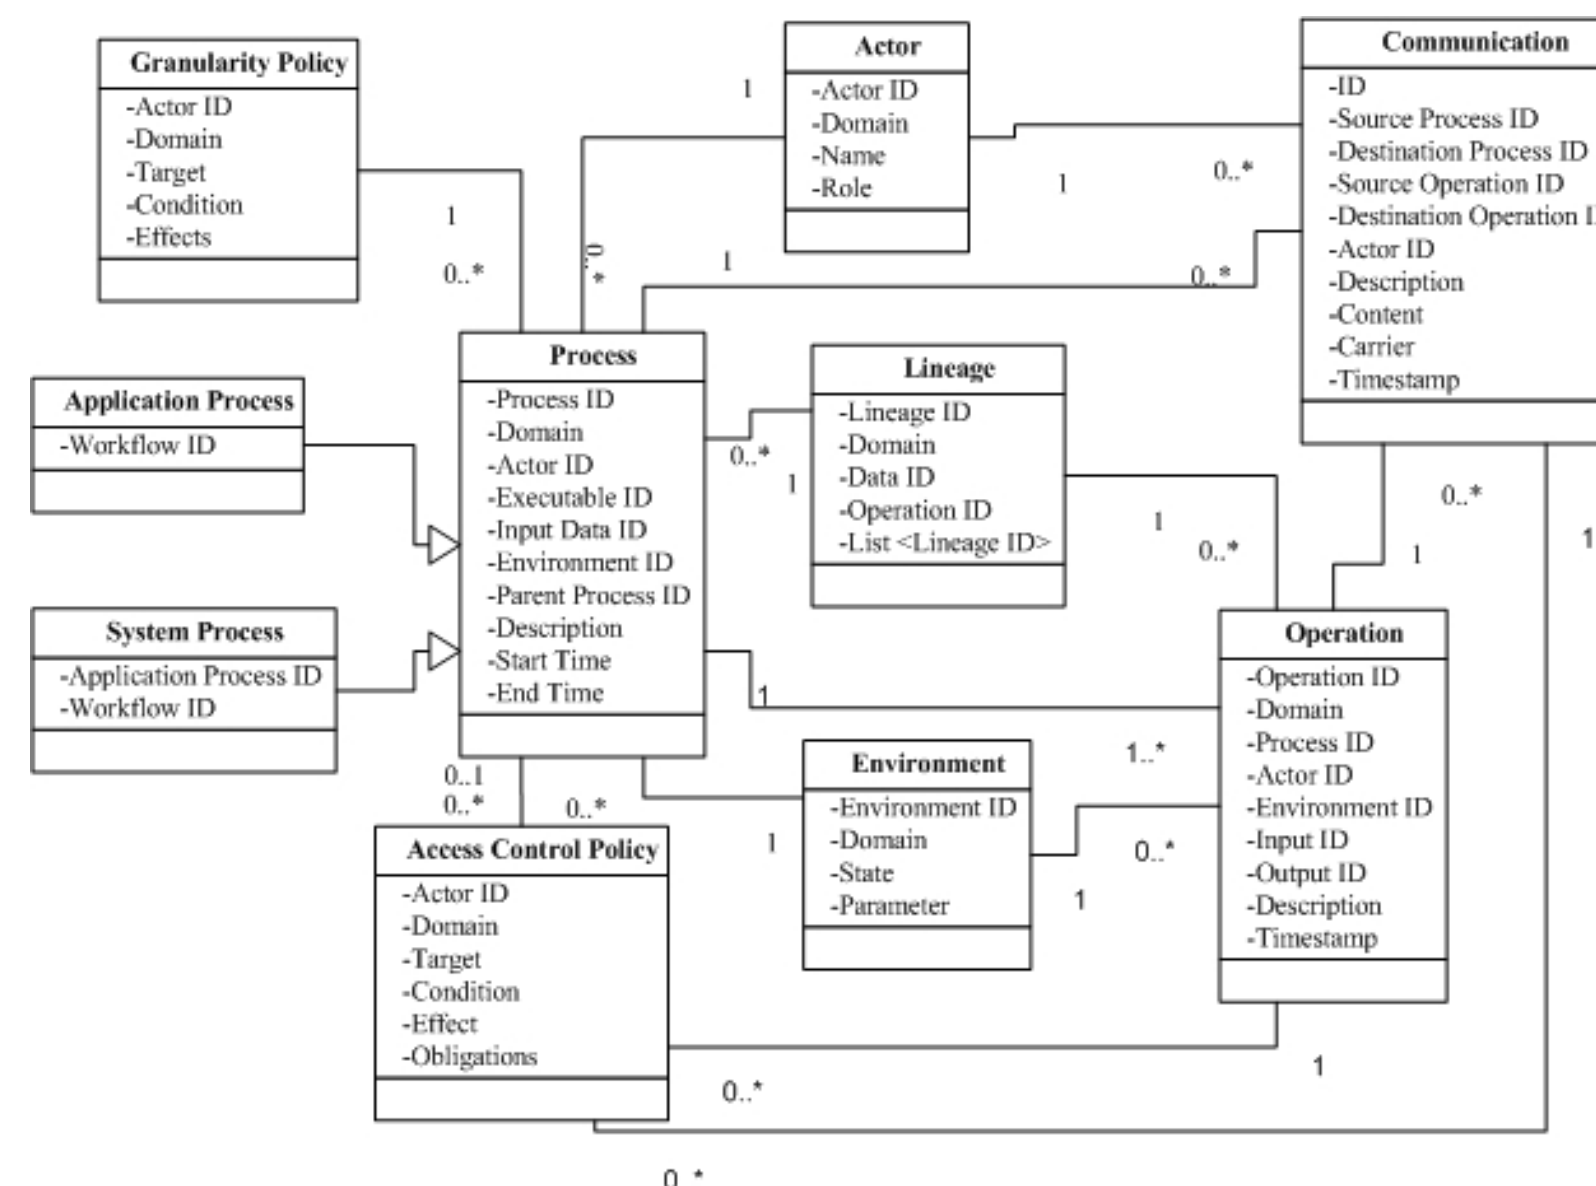 Granularity Policy
-Actor ID
-Domain
-Target
-Condition
-Effects
1
0..*
Actor
-Actor ID
-Domain
-Name
-Role
1
0..*
1
0..*
Communication
-ID
-Source Process ID
-Destination Process ID
-Source Operation ID
-Destination Operation I
-Actor ID
-Description
-Content
-Carrier
-Timestamp
1
0..*
Application Process
-Workflow ID
System Process
-Application Process ID
-Workflow ID
Process
-Process ID
-Domain
-Actor ID
-Executable ID
-Input Data ID
-Environment ID
-Parent Process ID
-Description
-Start Time
-End Time
0..*
1
Lineage
-Lineage ID
-Domain
-Data ID
-Operation ID
-List <Lineage ID>
1
0..*
0..*
1
1
1
1..*
Operation
-Operation ID
-Domain
-Process ID
-Actor ID
-Environment ID
-Input ID
-Output ID
-Description
-Timestamp
0..1
0..*
0..*
1
Environment
-Environment ID
-Domain
-State
-Parameter
0..*
1
Access Control Policy
-Actor ID
-Domain
-Target
-Condition
-Effect
-Obligations
0..*
1
0..*